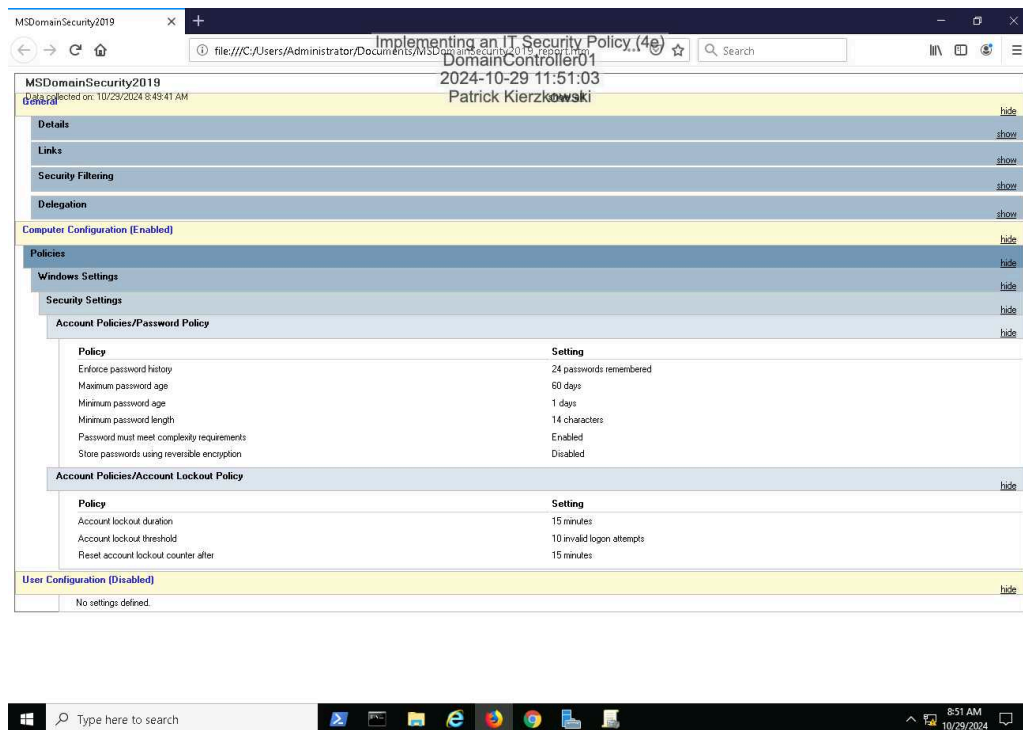 MSDomainSecurity2019
file:///C:/Users/Administrator/Documents/MSDomainSecurity2019_report.htm
Search
Implementing an IT Security Policy (4e)
DomainController01
2024-10-29 11:51:03
Patrick Kierzkowski
MSDomainSecurity2019
Data collected on: 10/29/2024 8:49:41 AM
General
hide
Details
show
Links
show
Security Filtering
show
Delegation
show
Computer Configuration (Enabled)
hide
Policies
hide
Windows Settings
hide
Security Settings
hide
Account Policies/Password Policy
hide
Policy Setting
Enforce password history 24 passwords remembered
Maximum password age 60 days
Minimum password age 1 days
Minimum password length 14 characters
Password must meet complexity requirements Enabled
Store passwords using reversible encryption Disabled
Account Policies/Account Lockout Policy
hide
Policy Setting
Account lockout duration 15 minutes
Account lockout threshold 10 invalid logon attempts
Reset account lockout counter after 15 minutes
User Configuration (Disabled)
hide
No settings defined.
Type here to search
8:51 AM
10/29/2024